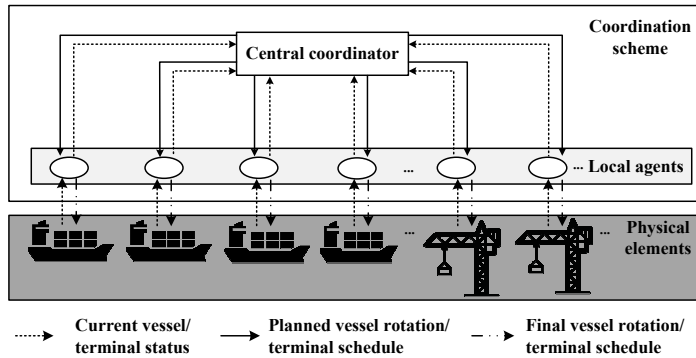 Central coordinator
Coordination
scheme
...
... Local agents
...
...
Physical
elements
Current vessel/
terminal status
Planned vessel rotation/
terminal schedule
Final vessel rotation/
terminal schedule